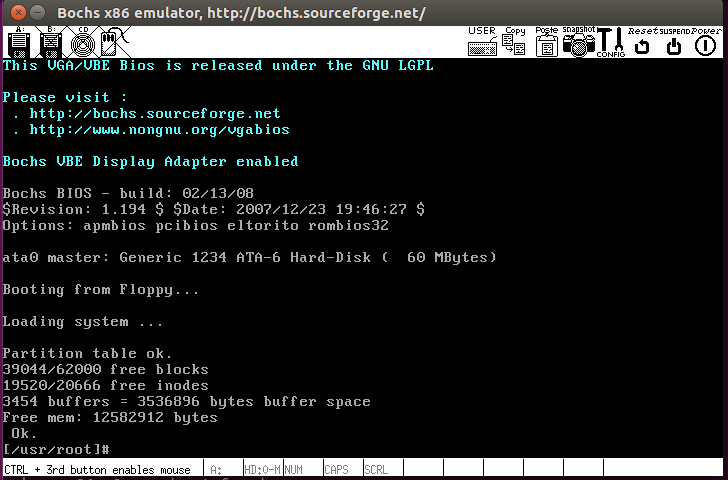 Bochs x86 emulator, http://bochs.sourceforge.net/
A: B: CD USER Copy Paste snapshot CONFIG Reset SUSPEND Power
This VGA/VBE Bios is released under the GNU LGPL
Please visit :
. http://bochs.sourceforge.net
. http://www.nongnu.org/vgabios
Bochs VBE Display Adapter enabled
Bochs BIOS - build: 02/13/08
$Revision: 1.194 $ $Date: 2007/12/23 19:46:27 $
Options: apmbios pcibios eltorito rombios32
ata0 master: Generic 1234 ATA-6 Hard-Disk (  60 MBytes)
Booting from Floppy...
Loading system ...
Partition table ok.
39044/62000 free blocks
19520/20666 free inodes
3454 buffers = 3536896 bytes buffer space
Free mem: 12582912 bytes
Ok.
[/usr/root]#
CTRL + 3rd button enables mouse A: HD:0-M NUM CAPS SCRL